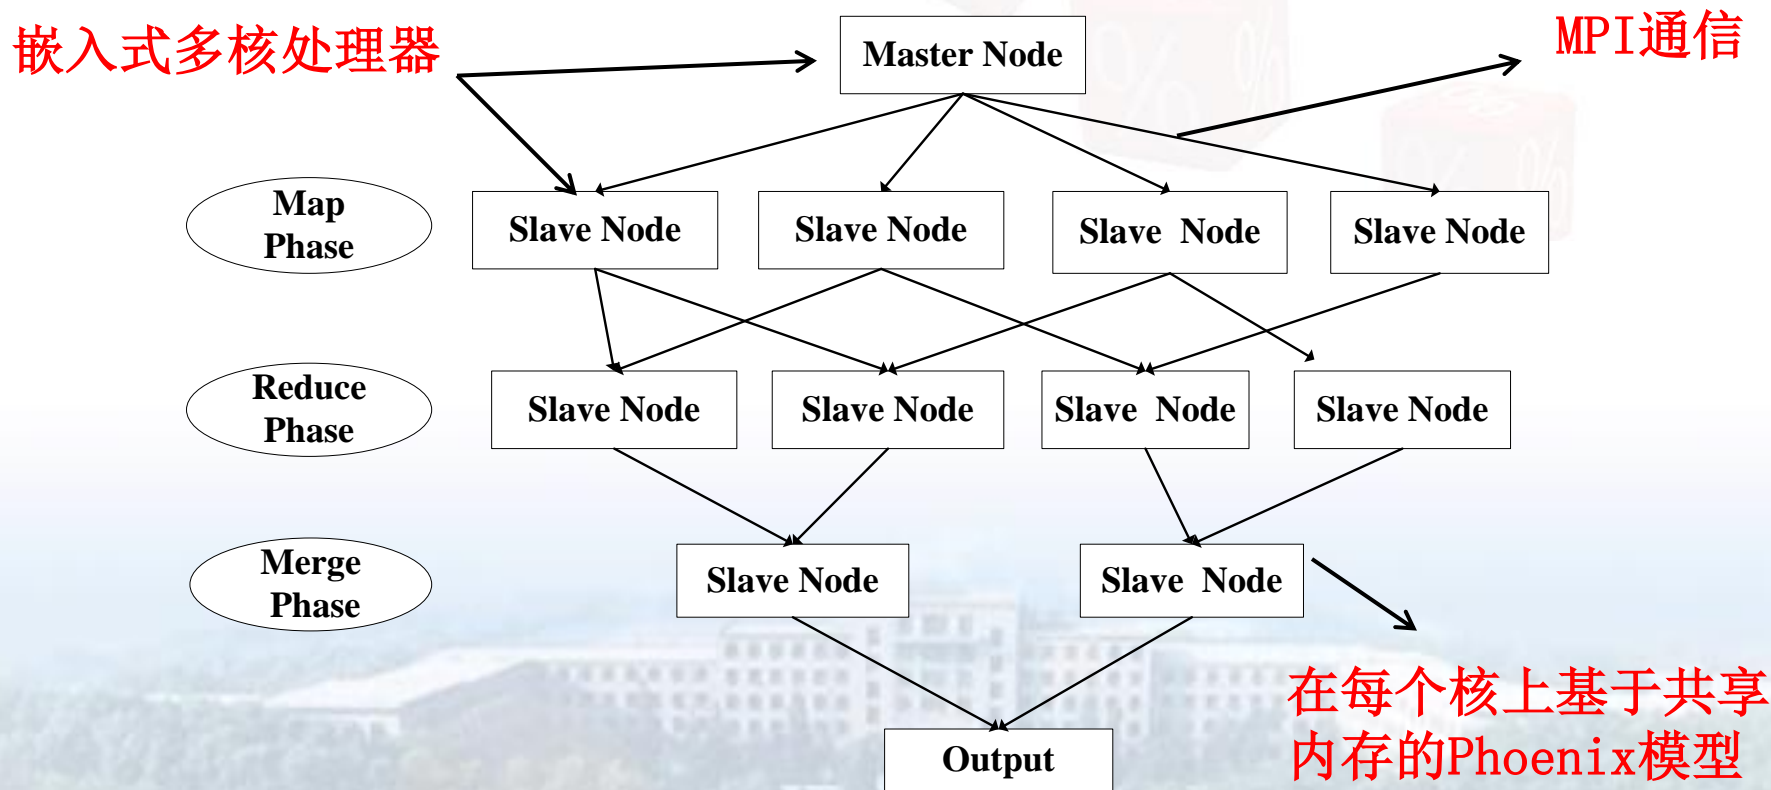 嵌入式多核处理器
Master Node
MPI通信
Map
Phase
Slave Node
Slave Node
Slave  Node
Slave Node
Reduce
Phase
Slave Node
Slave Node
Slave  Node
Slave Node
Merge
Phase
Slave Node
Slave  Node
在每个核上基于共享
内存的Phoenix模型
Output